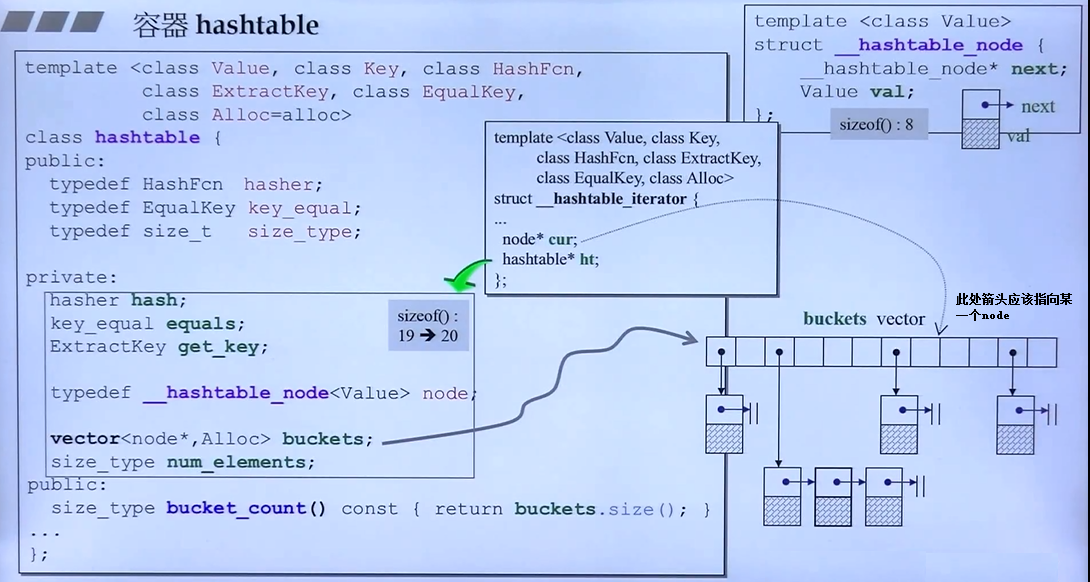 容器 hashtable
template <class Value, class Key, class HashFcn,
class ExtractKey, class EqualKey,
class Alloc=alloc>
class hashtable {
public:
typedef HashFcn hasher;
typedef EqualKey key_equal;
typedef size_t size_type;
private:
hasher hash;
key_equal equals;
ExtractKey get_key;
typedef __hashtable_node<Value> node;
vector<node*,Alloc> buckets;
size_type num_elements;
public:
size_type bucket_count() const { return buckets.size(); }
...
};
sizeof() :
19 ➔ 20
template <class Value, class Key,
class HashFcn, class ExtractKey,
class EqualKey, class Alloc>
struct __hashtable_iterator {
...
node* cur;
hashtable* ht;
};
template <class Value>
struct __hashtable_node {
__hashtable_node* next;
Value val;
};
sizeof() : 8
next
val
此处箭头应该指向某
一个node
buckets vector